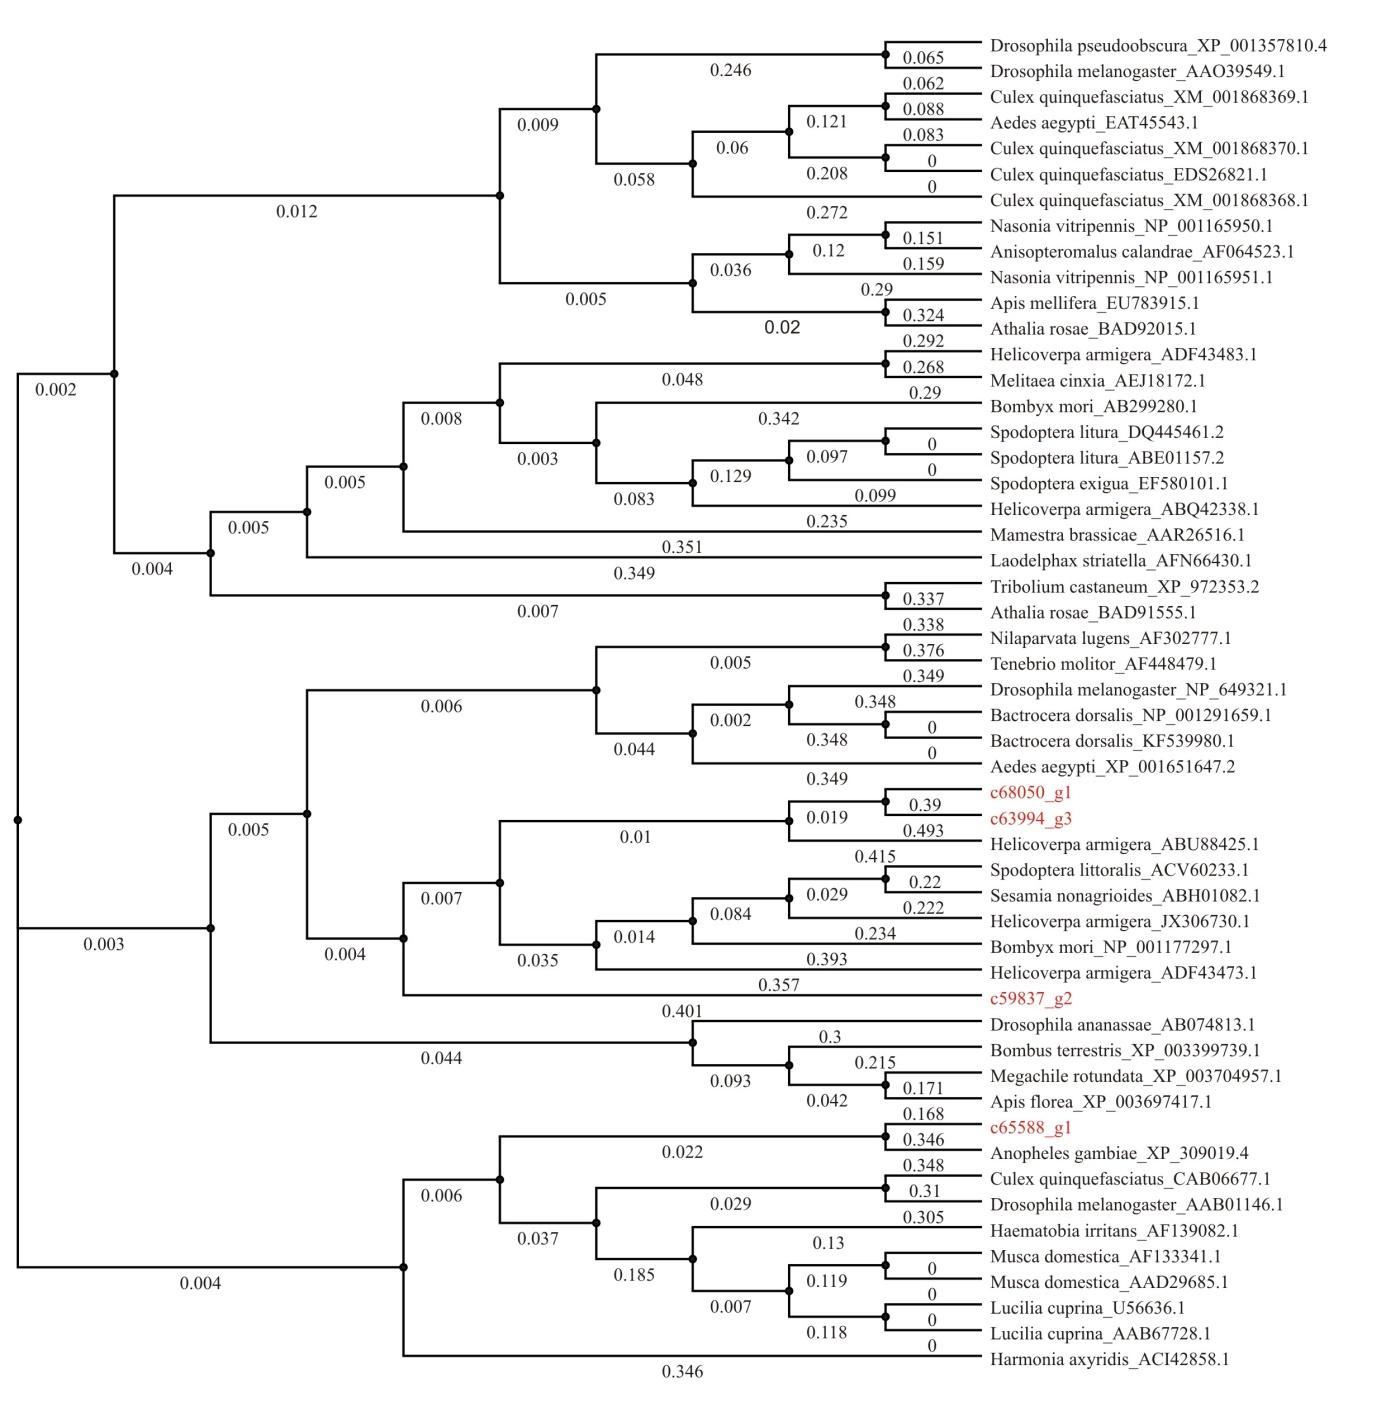 Drosophila pseudoobscura_XP_001357810.4
0.065
0.246
Drosophila melanogaster_AAO39549.1
0.062
Culex quinquefasciatus_XM_001868369.1
0.088
0.009
0.121
Aedes aegypti_EAT45543.1
0.083
0.06
Culex quinquefasciatus_XM_001868370.1
0
0.058
0.208
Culex quinquefasciatus_EDS26821.1
0
Culex quinquefasciatus_XM_001868368.1
0.012
0.272
Nasonia vitripennis_NP_001165950.1
0.151
0.12
Anisopteromalus calandrae_AF064523.1
0.159
0.036
Nasonia vitripennis_NP_001165951.1
0.29
0.005
Apis mellifera_EU783915.1
0.324
0.02
Athalia rosae_BAD92015.1
0.292
Helicoverpa armigera_ADF43483.1
0.268
0.048
Melitaea cinxia_AEJ18172.1
0.002
0.29
Bombyx mori_AB299280.1
0.008
0.342
Spodoptera litura_DQ445461.2
0
0.003
0.097
Spodoptera litura_ABE01157.2
0
0.005
0.129
Spodoptera exigua_EF580101.1
0.083
0.099
Helicoverpa armigera_ABQ42338.1
0.005
0.235
Mamestra brassicae_AAR26516.1
0.351
Laodelphax striatella_AFN66430.1
0.004
0.349
Tribolium castaneum_XP_972353.2
0.337
0.007
Athalia rosae_BAD91555.1
0.338
Nilaparvata lugens_AF302777.1
0.376
0.005
Tenebrio molitor_AF448479.1
0.349
Drosophila melanogaster_NP_649321.1
0.006
0.348
0.002
Bactrocera dorsalis_NP_001291659.1
0
0.044
0.348
Bactrocera dorsalis_KF539980.1
0
Aedes aegypti_XP_001651647.2
0.349
c68050_g1
0.39
0.019
c63994_g3
0.005
0.01
0.493
Helicoverpa armigera_ABU88425.1
0.415
Spodoptera littoralis_ACV60233.1
0.22
0.007
0.029
Sesamia nonagrioides_ABH01082.1
0.222
0.084
Helicoverpa armigera_JX306730.1
0.014
0.234
0.003
Bombyx mori_NP_001177297.1
0.004
0.035
0.393
Helicoverpa armigera_ADF43473.1
0.357
c59837_g2
0.401
Drosophila ananassae_AB074813.1
0.3
0.044
Bombus terrestris_XP_003399739.1
0.215
0.093
Megachile rotundata_XP_003704957.1
0.171
0.042
Apis florea_XP_003697417.1
0.168
c65588_g1
0.346
0.022
Anopheles gambiae_XP_309019.4
0.348
0.006
Culex quinquefasciatus_CAB06677.1
0.31
0.029
Drosophila melanogaster_AAB01146.1
0.305
0.037
Haematobia irritans_AF139082.1
0.13
Musca domestica_AF133341.1
0
0.004
0.185
0.119
Musca domestica_AAD29685.1
0
0.007
Lucilia cuprina_U56636.1
0
0.118
Lucilia cuprina_AAB67728.1
0
Harmonia axyridis_ACI42858.1
0.346